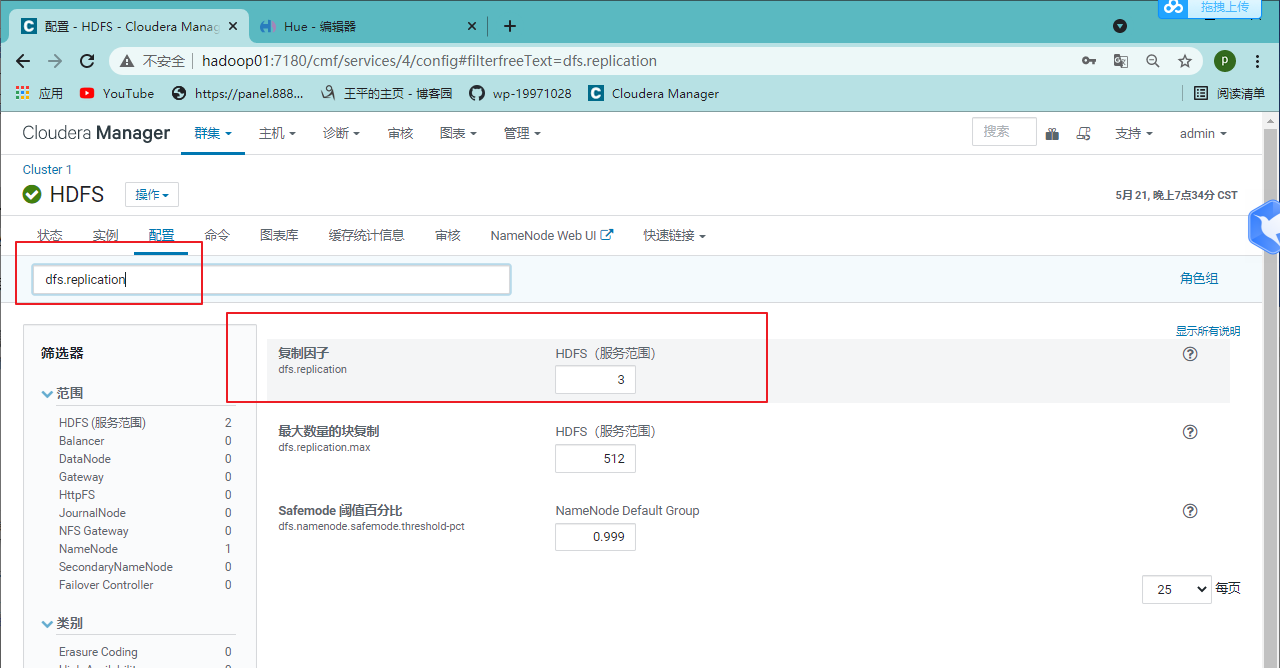 拖拽上传
配置 - HDFS - Cloudera Manag
Hue - 编辑器
不安全
hadoop01:7180/cmf/services/4/config#filterfreeText=dfs.replication
p
应用
YouTube
https://panel.888...
王平的主页 - 博客园
wp-19971028
Cloudera Manager
阅读清单
Cloudera Manager
群集
主机
诊断
审核
图表
管理
搜索
支持
admin
Cluster 1
HDFS
操作
5月 21, 晚上7点34分 CST
状态
实例
配置
命令
图表库
缓存统计信息
审核
NameNode Web UI
快速链接
dfs.replication
角色组
显示所有说明
筛选器
范围
HDFS (服务范围) 2
Balancer 0
DataNode 0
Gateway 0
HttpFS 0
JournalNode 0
NFS Gateway 0
NameNode 1
SecondaryNameNode 0
Failover Controller 0
类别
Erasure Coding 0
复制因子
dfs.replication
HDFS（服务范围）
3
最大数量的块复制
dfs.replication.max
HDFS（服务范围）
512
Safemode 阈值百分比
dfs.namenode.safemode.threshold-pct
NameNode Default Group
0.999
25 每页